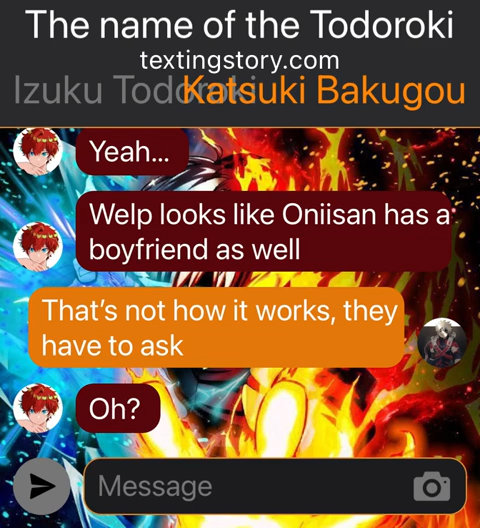 The name of the Todoroki
textingstory.com
Izuku Todoroki
Katsuki Bakugou
Yeah...
Welp looks like Oniisan has a
boyfriend as well
That’s not how it works, they
have to ask
Oh?
Message